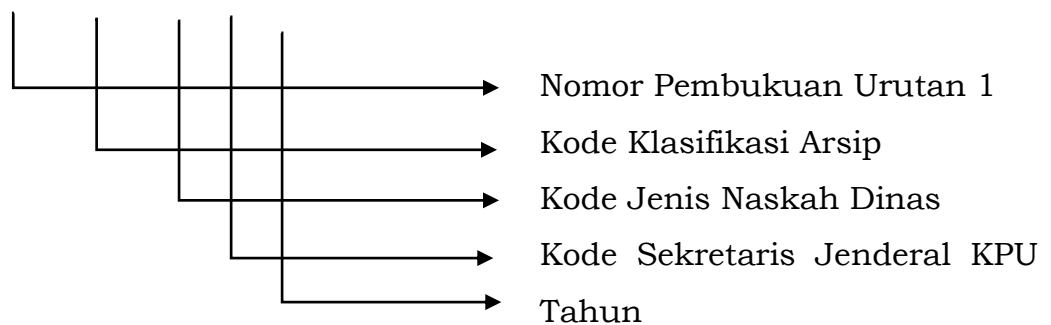 Nomor Pembukuan Urutan 1
Kode Klasifikasi Arsip
Kode Jenis Naskah Dinas
Kode Sekretaris Jenderal KPU
Tahun